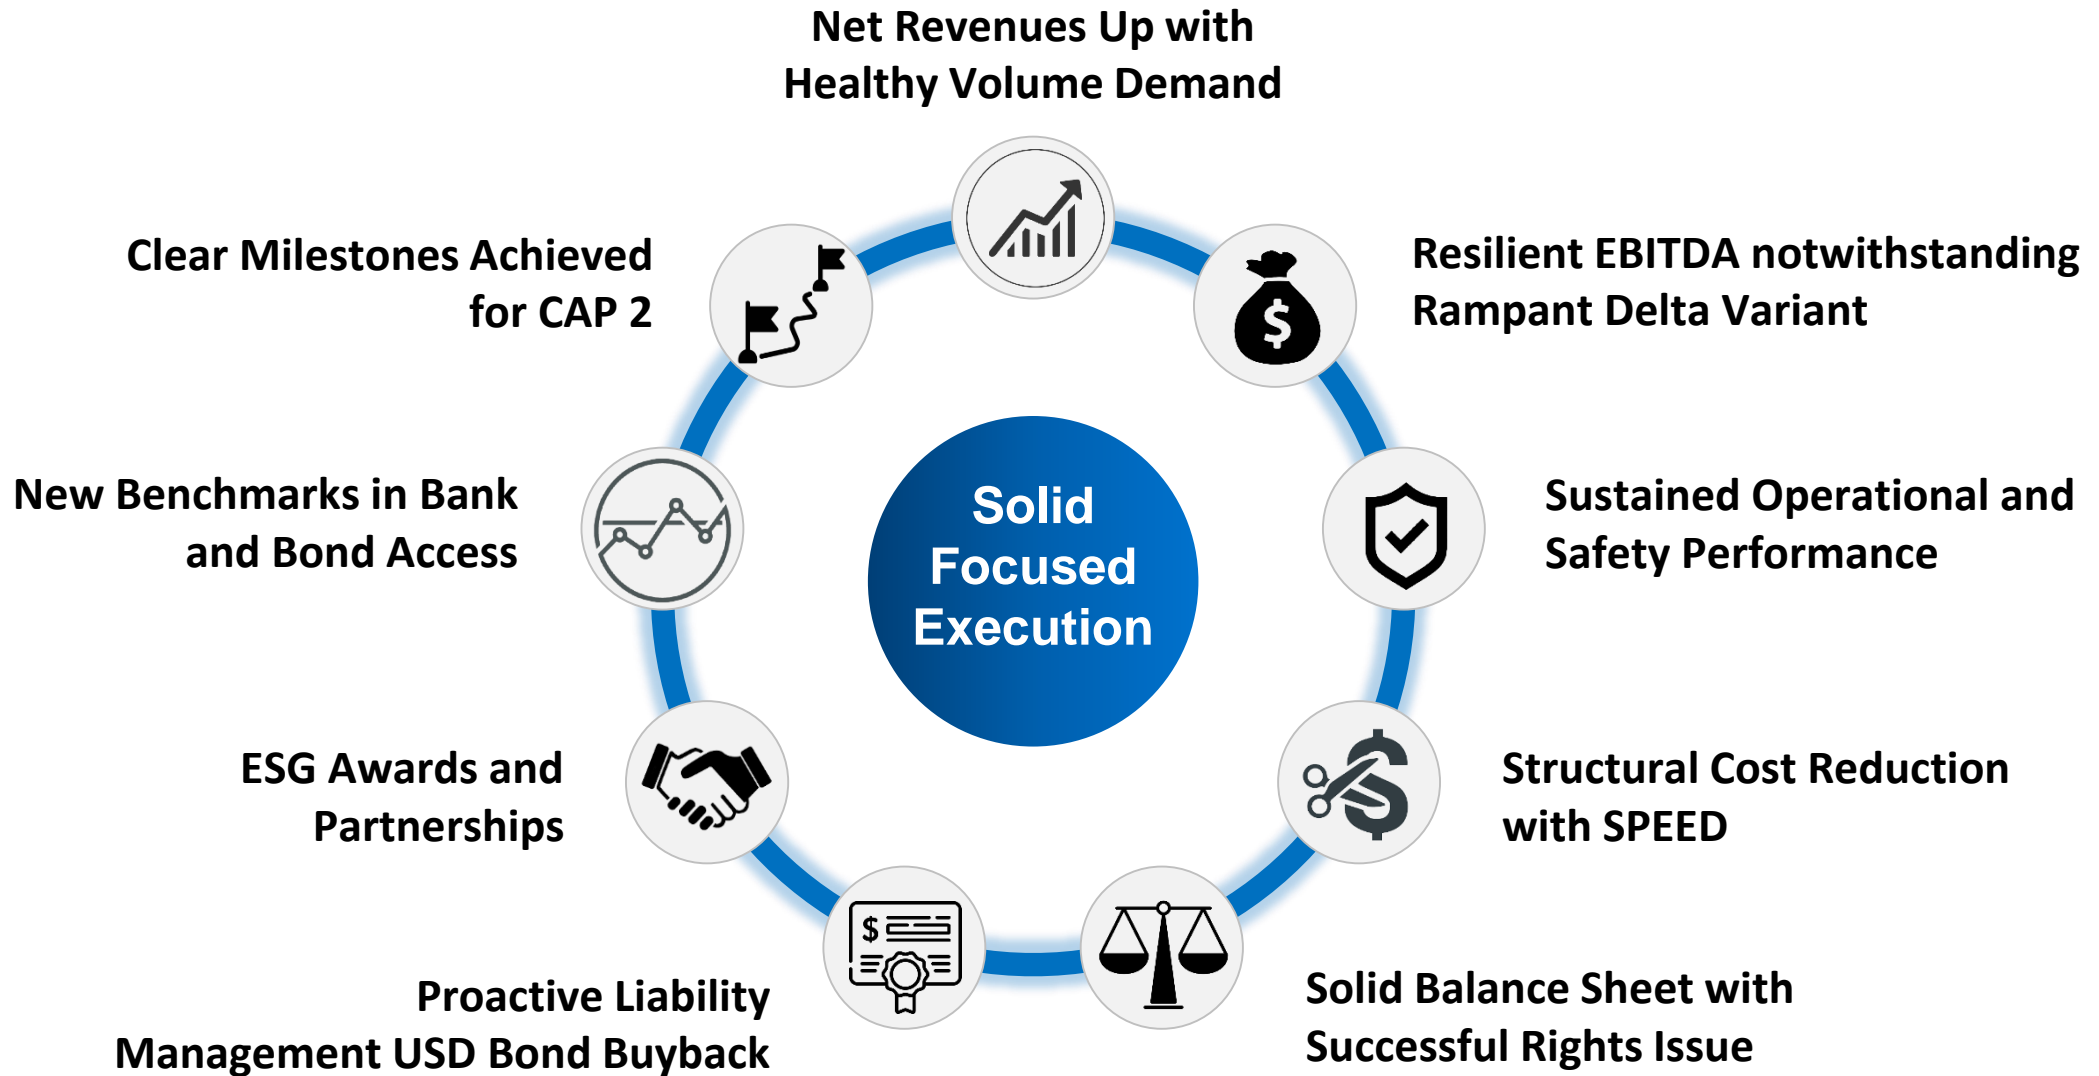 Net Revenues Up with
Healthy Volume Demand
Resilient EBITDA notwithstanding
Rampant Delta Variant
Sustained Operational and
Safety Performance
Structural Cost Reduction
with SPEED
Solid Balance Sheet with
Successful Rights Issue
Proactive Liability
Management USD Bond Buyback
ESG Awards and
Partnerships
New Benchmarks in Bank
and Bond Access
Clear Milestones Achieved
for CAP 2
Solid
Focused
Execution
$
$